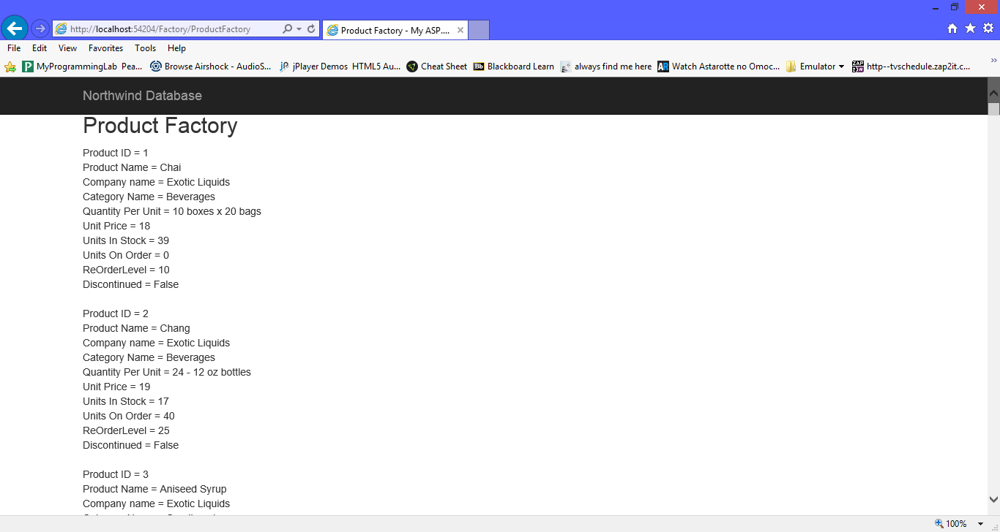 http://localhost:54204/Factory/ProductFactory
Product Factory - My ASP....
File Edit View Favorites Tools Help
MyProgrammingLab Pea... Browse Airshock - AudioS... jPlayer Demos HTML5 Au... Cheat Sheet Blackboard Learn always find me here Watch Astarotte no Omoc... Emulator http--tvschedule.zap2it.c...
Northwind Database
Product Factory
Product ID = 1
Product Name = Chai
Company name = Exotic Liquids
Category Name = Beverages
Quantity Per Unit = 10 boxes x 20 bags
Unit Price = 18
Units In Stock = 39
Units On Order = 0
ReOrderLevel = 10
Discontinued = False
Product ID = 2
Product Name = Chang
Company name = Exotic Liquids
Category Name = Beverages
Quantity Per Unit = 24 - 12 oz bottles
Unit Price = 19
Units In Stock = 17
Units On Order = 40
ReOrderLevel = 25
Discontinued = False
Product ID = 3
Product Name = Aniseed Syrup
Company name = Exotic Liquids
100%